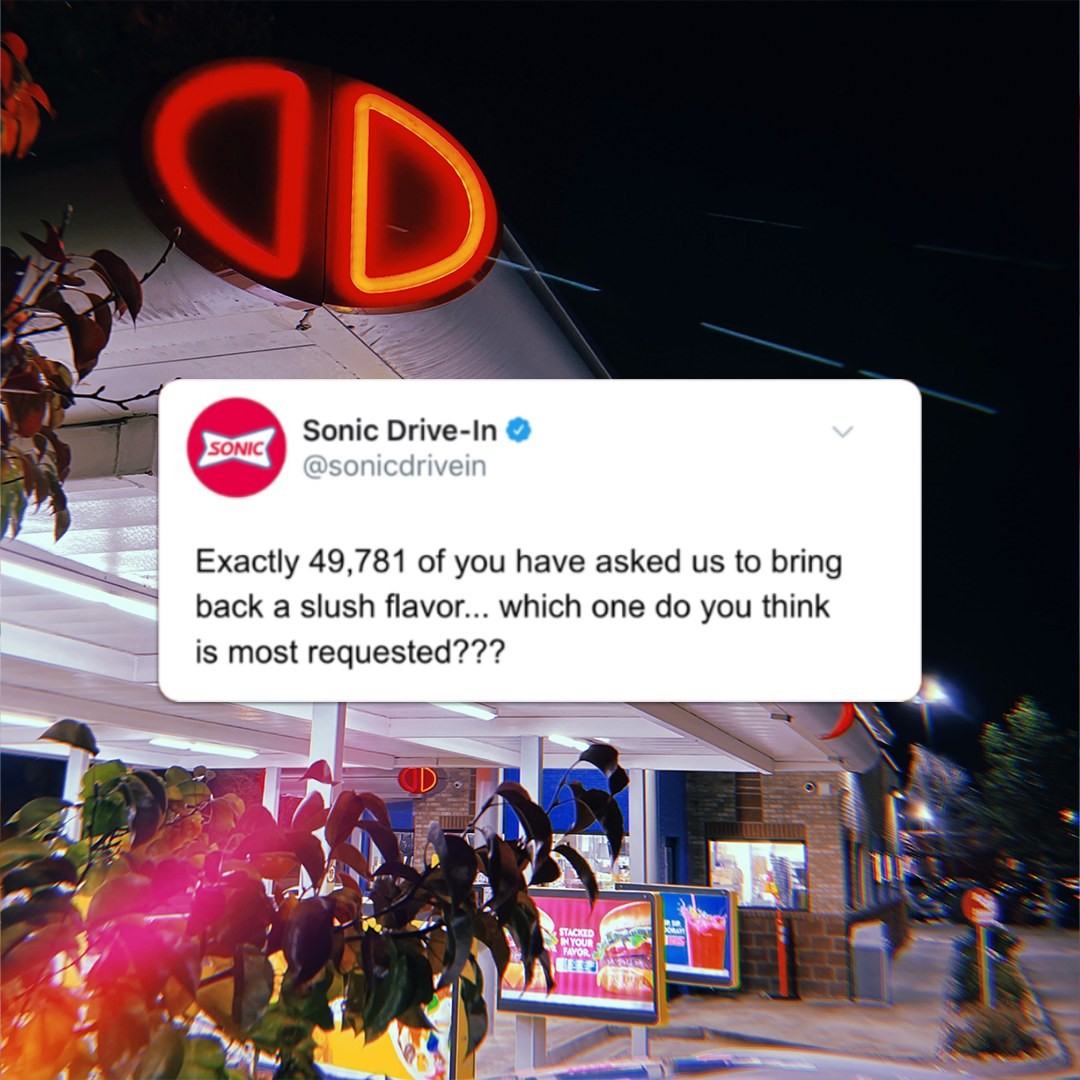 SONIC
Sonic Drive-In
@sonicdrivein
Exactly 49,781 of you have asked us to bring
back a slush flavor... which one do you think
is most requested???
STACKED
IN YOUR
FAVOR.